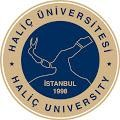 HALİÇ ÜNİVERSİTESİ
İSTANBUL
1998
HALİÇ UNIVERSITY